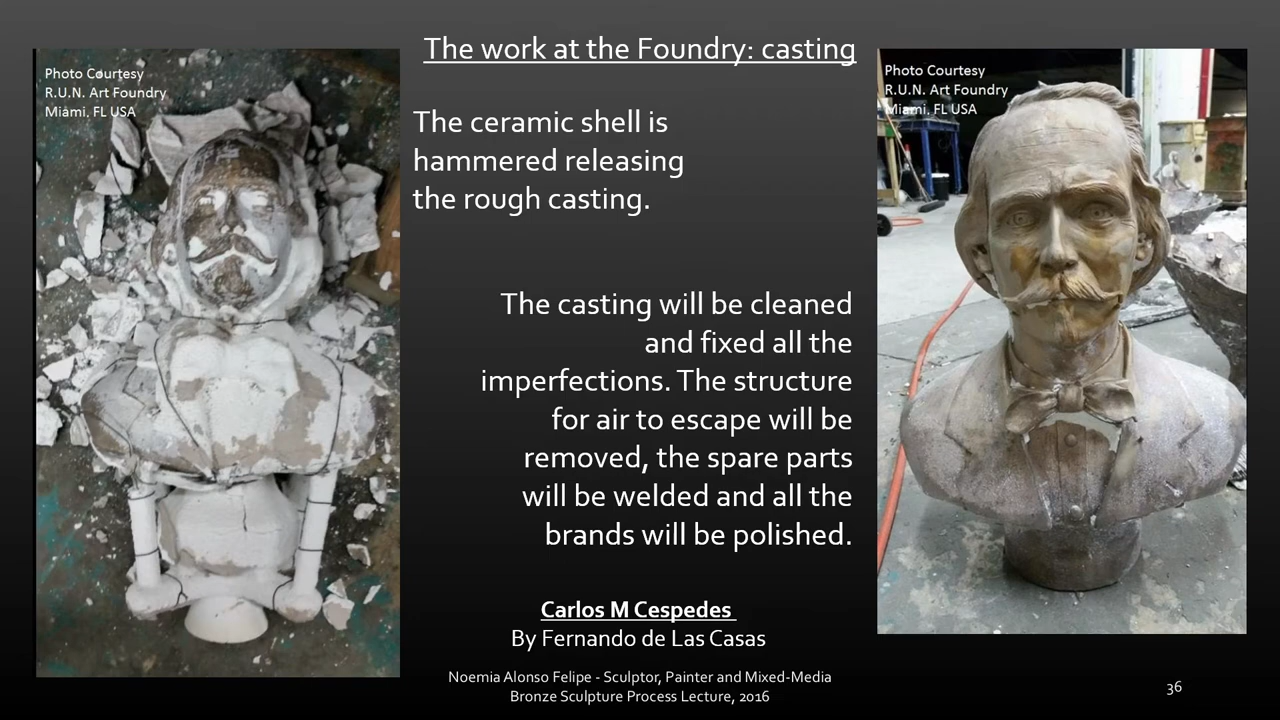 The work at the Foundry: casting
Photo Courtesy
R.U.N. Art Foundry
Miami. FL USA
The ceramic shell is
hammered releasing
the rough casting.
The casting will be cleaned
and fixed all the
imperfections. The structure
for air to escape will be
removed, the spare parts
will be welded and all the
brands will be polished.
Carlos M Cespedes
By Fernando de Las Casas
Photo Courtesy
R.U.N. Art Foundry
Miami. FL USA
Noemia Alonso Felipe - Sculptor, Painter and Mixed-Media
Bronze Sculpture Process Lecture, 2016
36